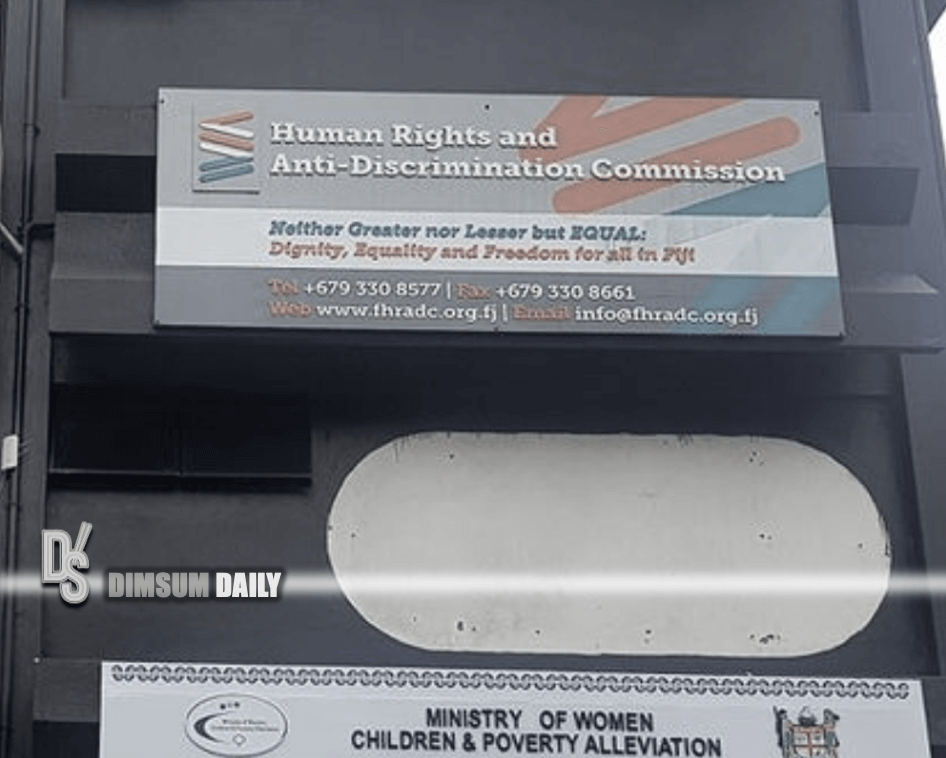 Human Rights and
Anti-Discrimination Commission
Neither Greater nor Lesser but EQUAL:
Dignity, Equality and Freedom for all in Fiji
Tel +679 330 8577 | Fax +679 330 8661
Web www.fhradc.org.fj | Email info@fhradc.org.fj
DS DIMSUM DAILY
MINISTRY OF WOMEN
CHILDREN & POVERTY ALLEVIATION